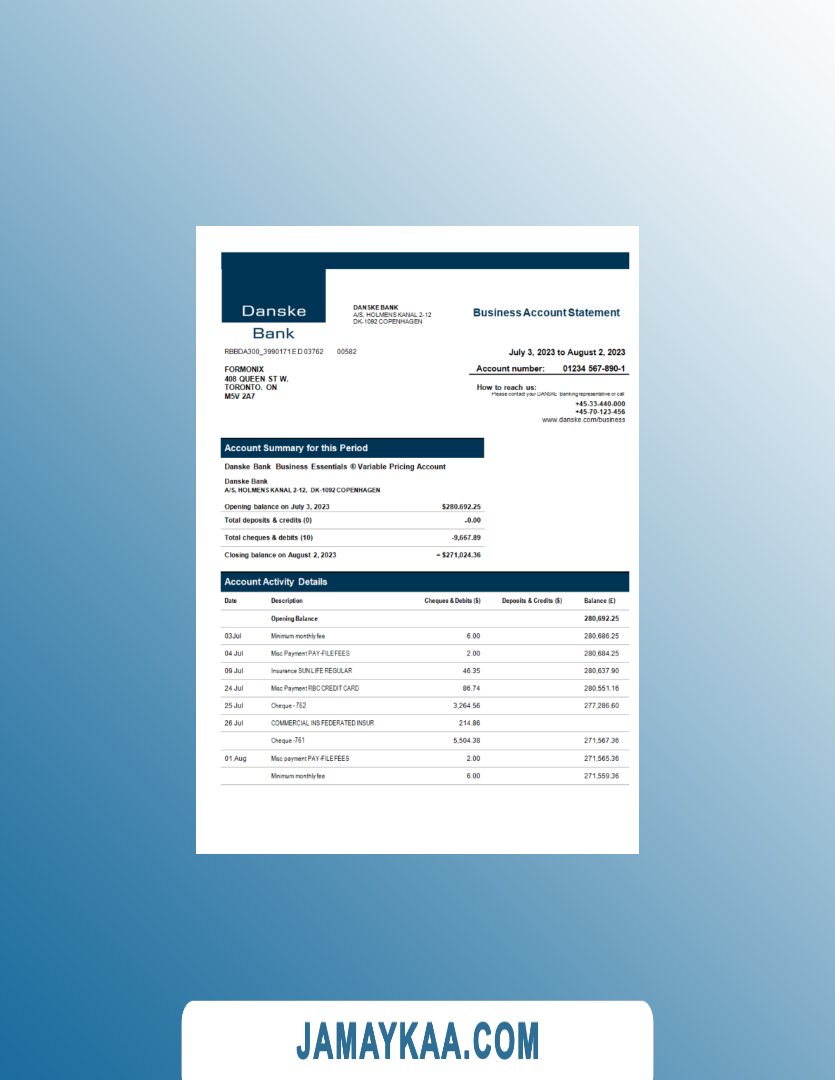 Danske
Bank
DANSKE BANK
A/S, HOLMENS KANAL 2-12
DK-1092 COPENHAGEN
Business Account Statement
RBBDA300_3990171 E D 03762 00582
July 3, 2023 to August 2, 2023
FORMONIX
408 QUEEN ST W.
TORONTO. ON
M5V 2A7
Account number: 01234 567-890-1
How to reach us:
Please contact your DANSKE Banking representative or call
+45-33-440-000
+45-70-123-456
www.danske.com/business
Account Summary for this Period
Danske Bank Business Essentials ® Variable Pricing Account
Danske Bank
A/S, HOLMENS KANAL 2-12, DK-1092 COPENHAGEN
Opening balance on July 3, 2023 $280.692.25
Total deposits & credits (0) -0.00
Total cheques & debits (10) -9,667.89
Closing balance on August 2, 2023 = $271,024.36
Account Activity Details
Date Description Cheques & Debits ($) Deposits & Credits ($) Balance (£)
Opening Balance 280,692.25
03Jul Minimum monthly fee 6.00 280,686.25
04 Jul Misc Payment PAY-FILE FEES 2.00 280,684.25
09 Jul Insurance SUN LIFE REGULAR 46.35 280,637.90
24 Jul Misc Payment RBC CREDIT CARD 86.74 280,551.16
25 Jul Cheque - 762 3,264.56 277,286.60
26 Jul COMMERCIAL INS FEDERATED INSUR 214.86
Cheque -761 5,504.38 271,567.36
01 Aug Misc payment PAY-FILE FEES 2.00 271,565.36
Minimum monthly fee 6.00 271,559.36
JAMAYKAA.COM